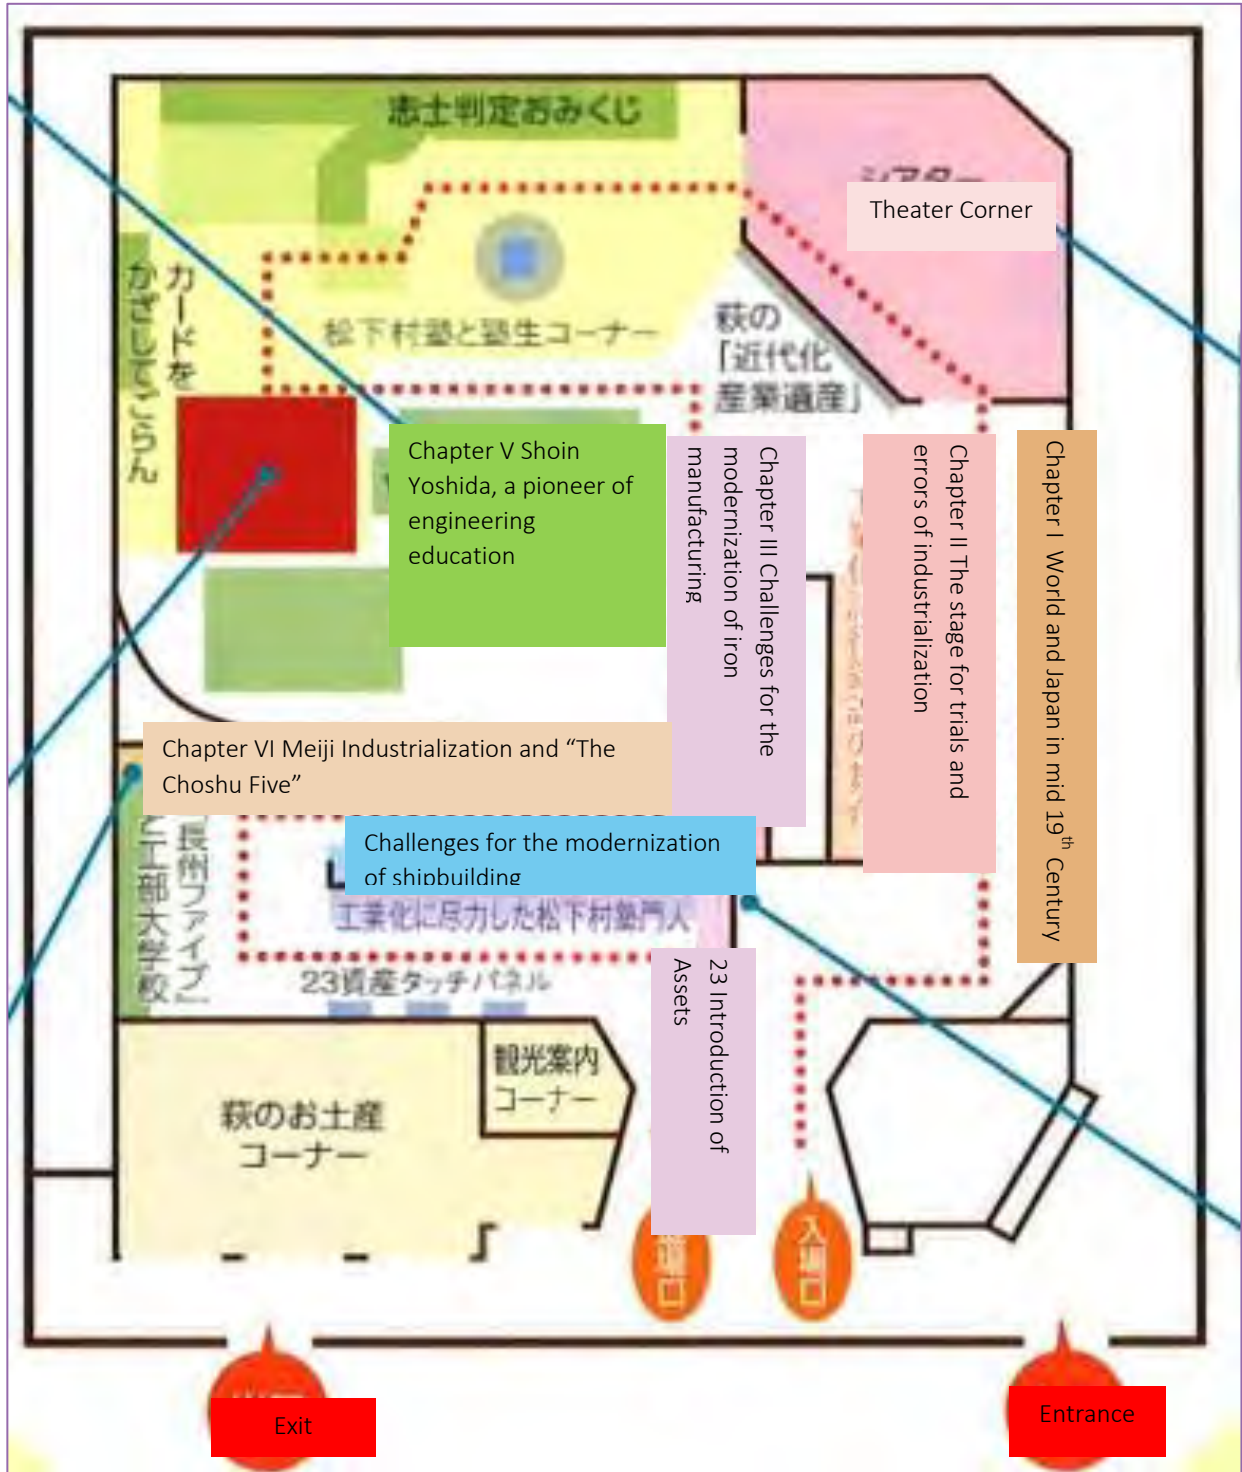 志士判定おみくじ
Theater Corner
カードを
かざしてごらん
松下村塾と塾生コーナー
萩の
「近代化
産業遺産」
Chapter V Shoin
Yoshida, a pioneer of
engineering
education
Chapter III Challenges for the
modernization of iron
manufacturing
Chapter II The stage for trials and
errors of industrialization
Chapter I World and Japan in mid 19th Century
Chapter VI Meiji Industrialization and “The
Choshu Five”
Challenges for the modernization
of shipbuilding
工業化に尽力した松下村塾門人
「長州ファイブ」
と工部大学校
23資産タッチパネル
23 Introduction of
Assets
観光案内
コーナー
萩のお土産
コーナー
入場口
Exit
Entrance